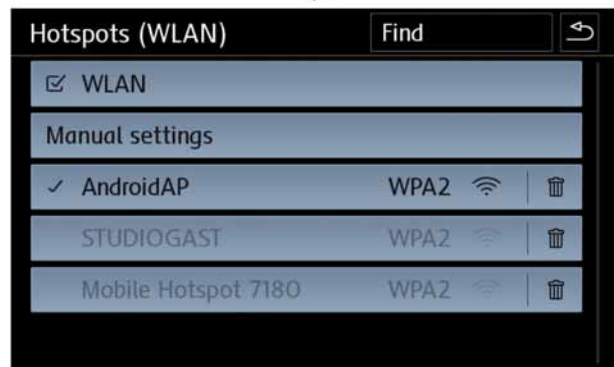 Hotspots (WLAN) Find
WLAN
Manual settings
AndroidAP WPA2
STUDIOGAST WPA2
Mobile Hotspot 7180 WPA2